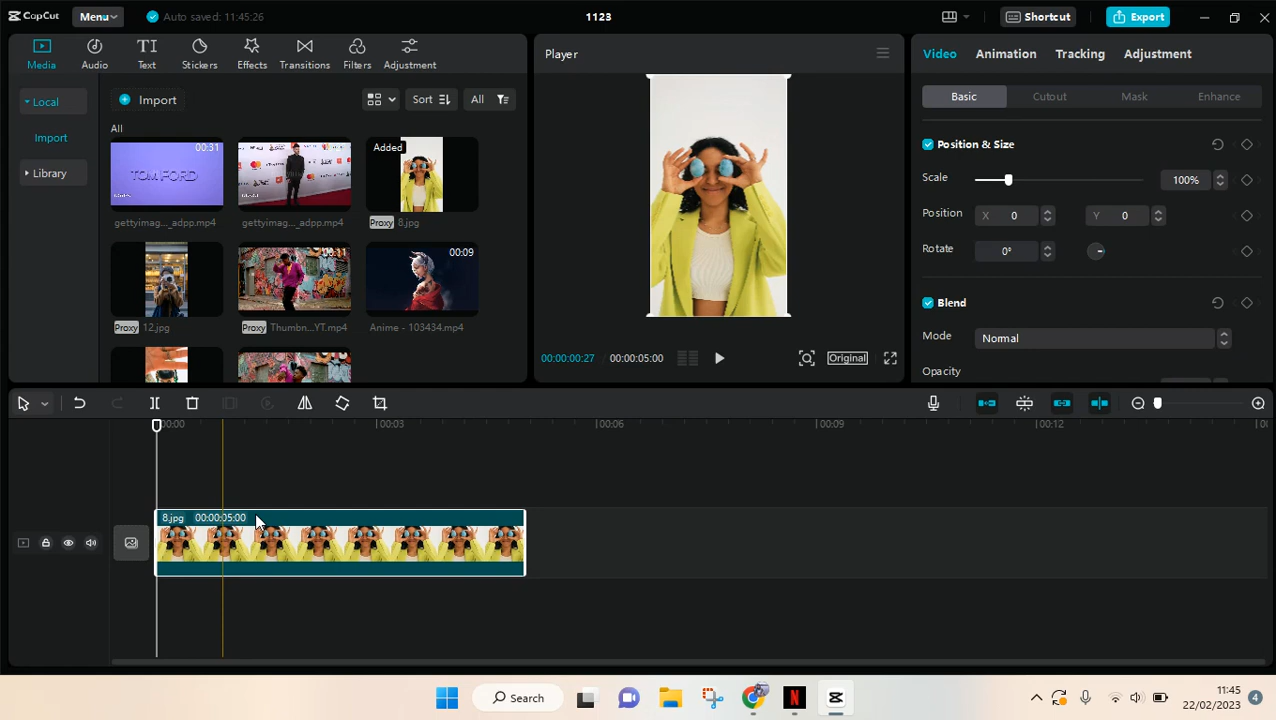 CapCut
Menu
Auto saved: 11:45:26
1123
Shortcut
Export
Media
Audio
Text
Stickers
Effects
Transitions
Filters
Adjustment
Local
Import
Library
Import
Sort
All
All
00:31
TOM FORD
gettyimag..._adpp.mp4
gettyimag..._adpp.mp4
Added
Proxy 8.jpg
Proxy 12.jpg
Proxy Thumbn...YT.mp4
00:09
Anime - 103434.mp4
Player
00:00:00:27
00:00:05:00
Original
Video
Animation
Tracking
Adjustment
Basic
Cutout
Mask
Enhance
Position & Size
Scale
100%
Position
X 0
Y 0
Rotate
0°
Blend
Mode
Normal
Opacity
00:00
00:03
00:06
00:09
00:12
8.jpg 00:00:05:00
Search
11:45
22/02/2023
4